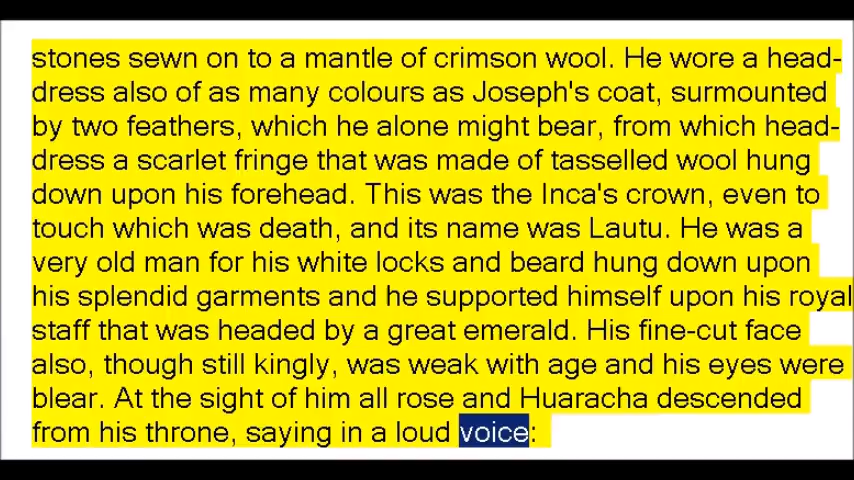 stones sewn on to a mantle of crimson wool. He wore a head-
dress also of as many colours as Joseph's coat, surmounted
by two feathers, which he alone might bear, from which head-
dress a scarlet fringe that was made of tasselled wool hung
down upon his forehead. This was the Inca's crown, even to
touch which was death, and its name was Lautu. He was a
very old man for his white locks and beard hung down upon
his splendid garments and he supported himself upon his royal
staff that was headed by a great emerald. His fine-cut face
also, though still kingly, was weak with age and his eyes were
blear. At the sight of him all rose and Huaracha descended
from his throne, saying in a loud voice: